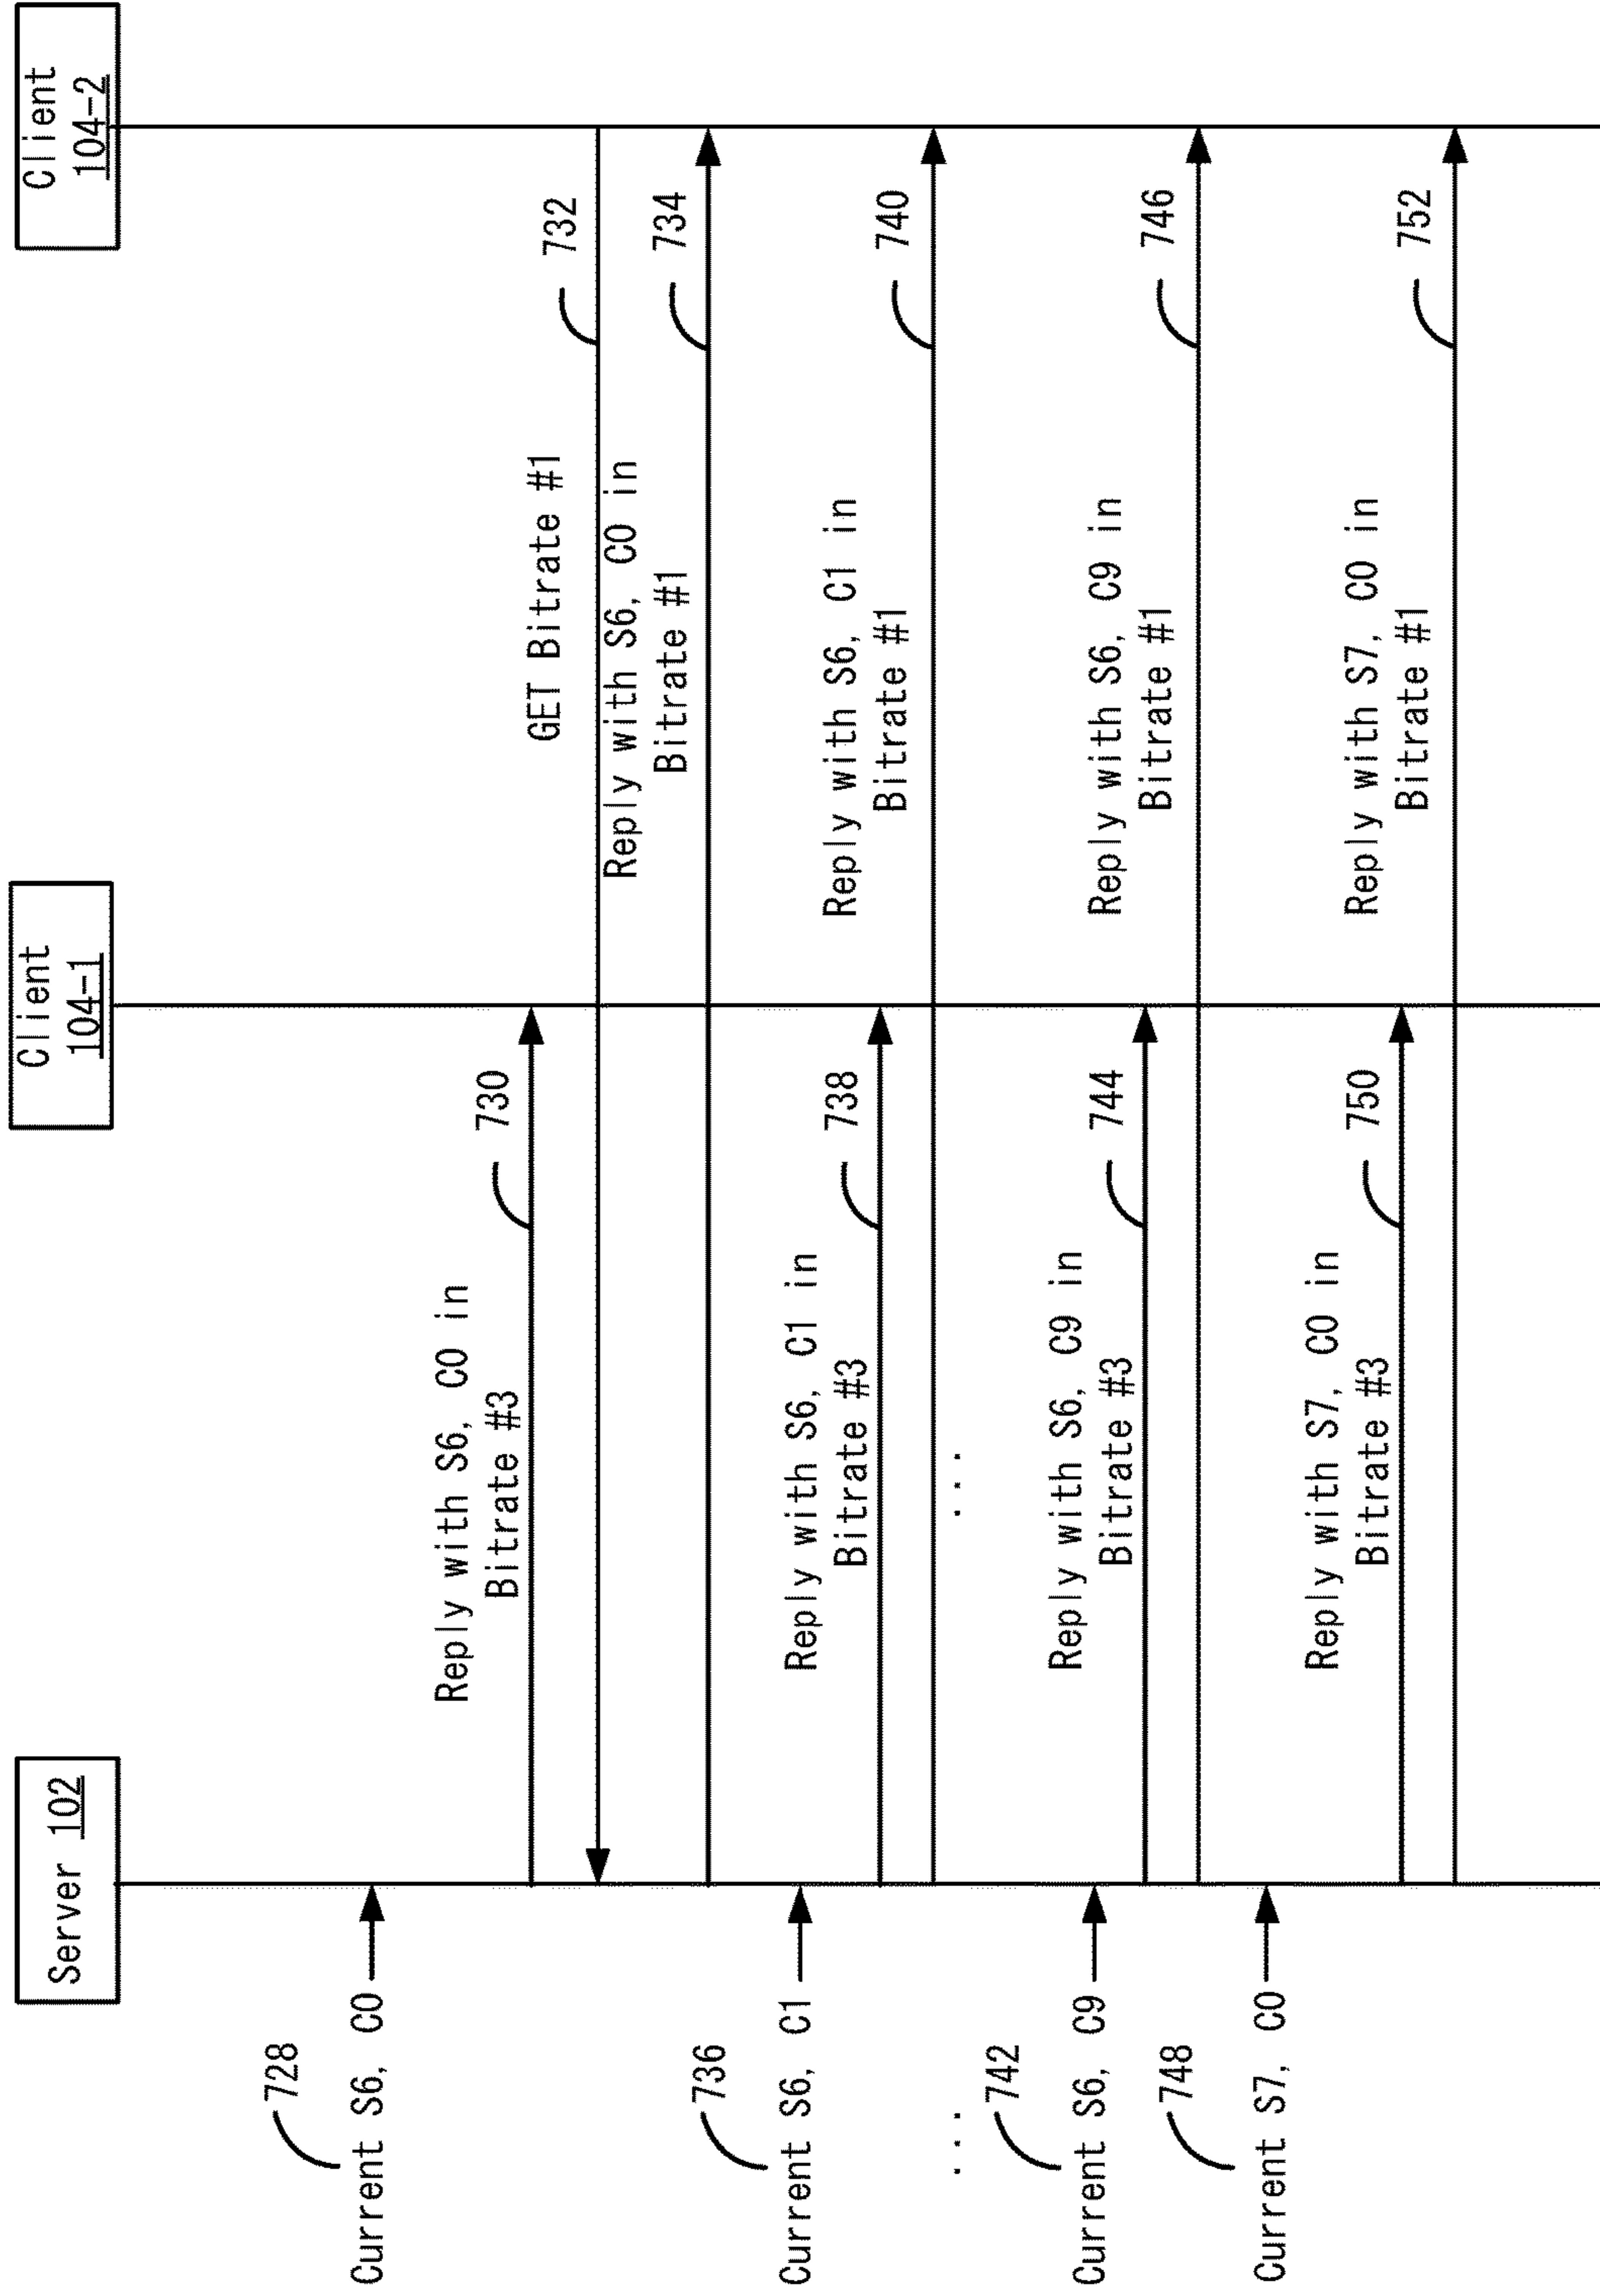 Server 102
Client
104-1
Client
104-2
728
Current S6, C0
Reply with S6, C0 in
Bitrate #3
730
GET Bitrate #1
732
Reply with S6, C0 in
Bitrate #1
734
736
Current S6, C1
Reply with S6, C1 in
Bitrate #3
738
Reply with S6, C1 in
Bitrate #1
740
...
...
742
Current S6, C9
Reply with S6, C9 in
Bitrate #3
744
Reply with S6, C9 in
Bitrate #1
746
748
Current S7, C0
Reply with S7, C0 in
Bitrate #3
750
Reply with S7, C0 in
Bitrate #1
752